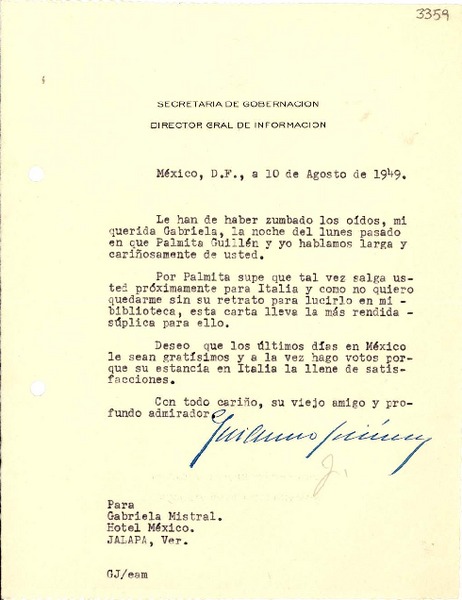 3359
SECRETARIA DE GOBERNACION
DIRECTOR GRAL DE INFORMACION
México, D.F., a 10 de Agosto de 1949.
Le han de haber zumbado los oídos, mi
querida Gabriela, la noche del lunes pasado
en que Palmita Guillén y yo hablamos larga y
cariñosamente de usted.
Por Palmita supe que tal vez salga us-
ted próximamente para Italia y como no quiero
quedarme sin su retrato para lucirlo en mi -
biblioteca, esta carta lleva la más rendida -
súplica para ello.
Deseo que los últimos días en México
le sean gratísimos y a la vez hago votos por-
que su estancia en Italia la llene de satis-
facciones.
Con todo cariño, su viejo amigo y pro-
fundo admirador
Guillermo Jiménez
J.
Para
Gabriela Mistral.
Hotel México.
JALAPA, Ver.
GJ/eam